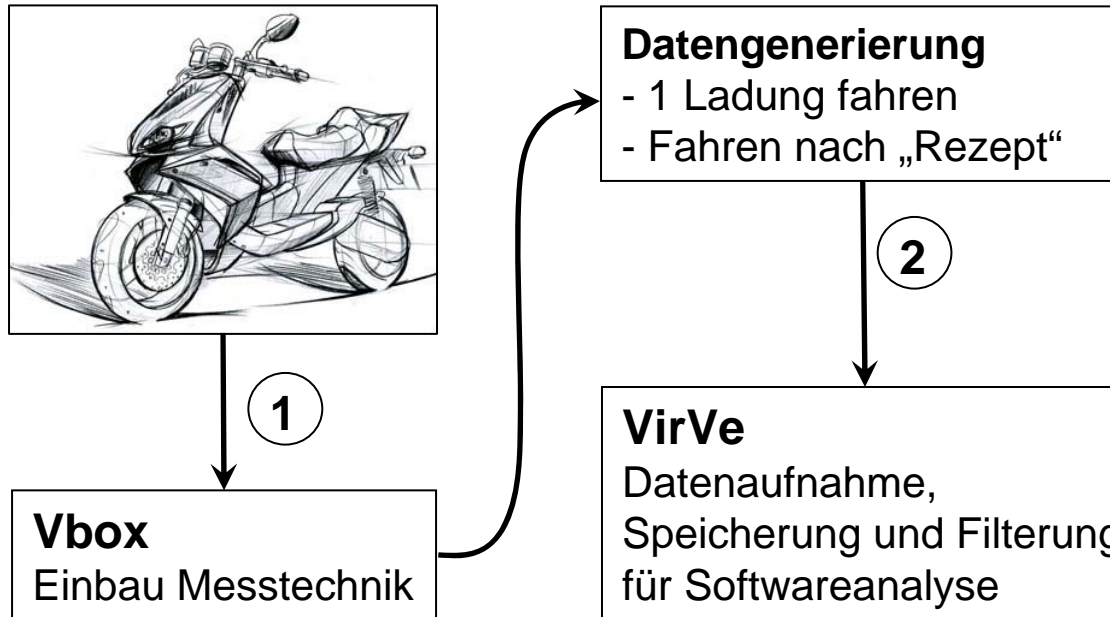 1
Vbox
Einbau Messtechnik
Datengenerierung
- 1 Ladung fahren
- Fahren nach „Rezept“
2
VirVe
Datenaufnahme,
Speicherung und Filterung
für Softwareanalyse